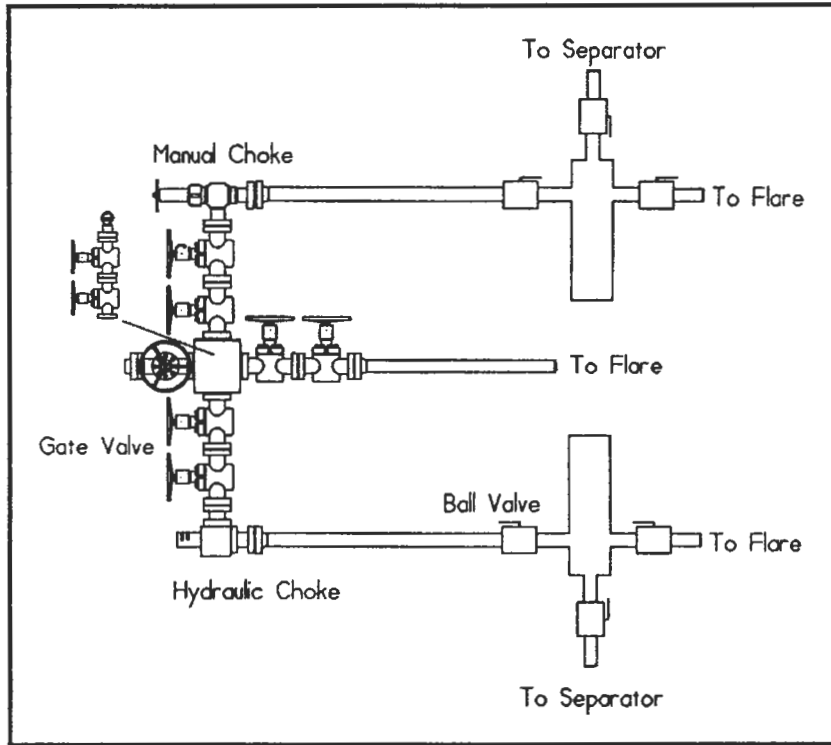 To Separator
Manual Choke
To Flare
To Flare
Gate Valve
Ball Valve
To Flare
Hydraulic Choke
To Separator